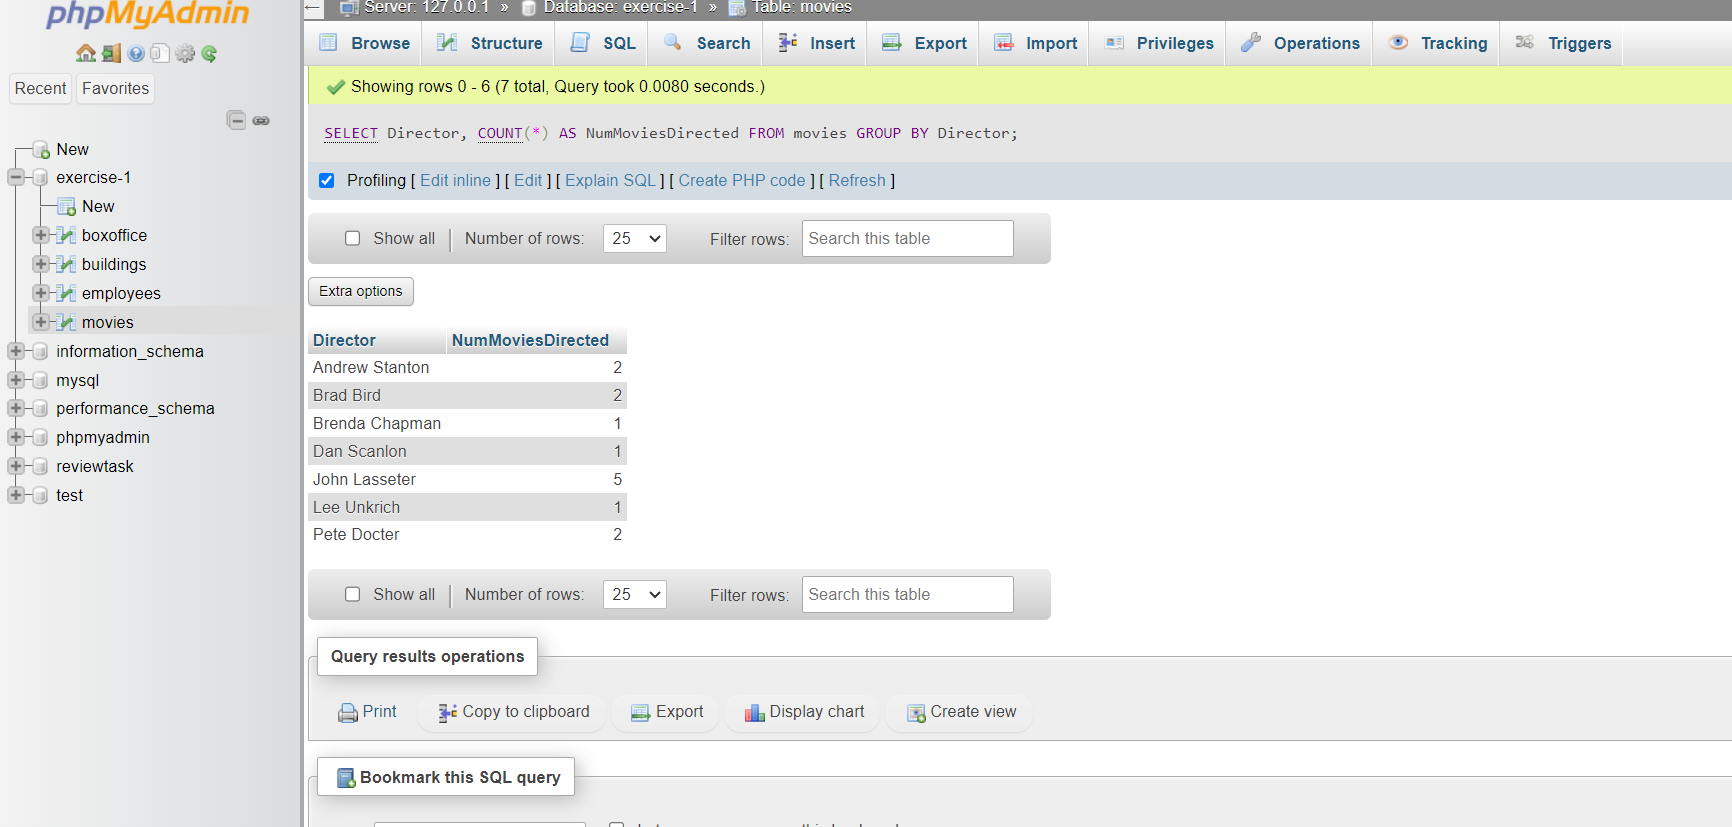 phpMyAdmin
Recent Favorites
New
exercise-1
New
boxoffice
buildings
employees
movies
information_schema
mysql
performance_schema
phpmyadmin
reviewtask
test
Server: 127.0.0.1 » Database: exercise-1 » Table: movies
Browse Structure SQL Search Insert Export Import Privileges Operations Tracking Triggers
Showing rows 0 - 6 (7 total, Query took 0.0080 seconds.)
SELECT Director, COUNT(*) AS NumMoviesDirected FROM movies GROUP BY Director;
Profiling [ Edit inline ] [ Edit ] [ Explain SQL ] [ Create PHP code ] [ Refresh ]
Show all Number of rows: 25 Filter rows: Search this table
Extra options
Director NumMoviesDirected
Andrew Stanton 2
Brad Bird 2
Brenda Chapman 1
Dan Scanlon 1
John Lasseter 5
Lee Unkrich 1
Pete Docter 2
Show all Number of rows: 25 Filter rows: Search this table
Query results operations
Print Copy to clipboard Export Display chart Create view
Bookmark this SQL query